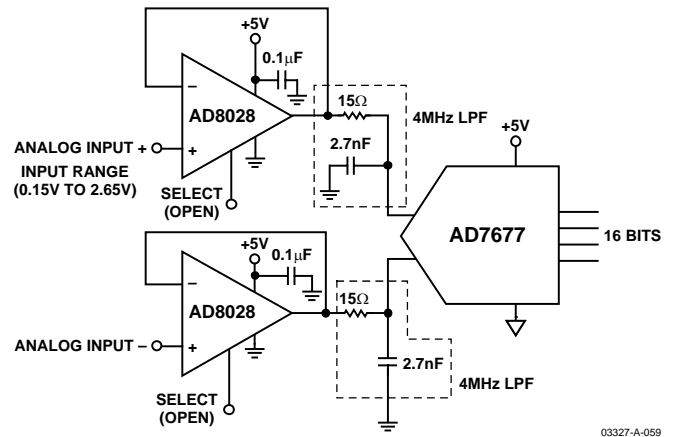 +5V
0.1μF
–
AD8028
+
15Ω
4MHz LPF
2.7nF
ANALOG INPUT +
INPUT RANGE
(0.15V TO 2.65V)
SELECT
(OPEN)
+5V
AD7677
16 BITS
+5V
0.1μF
–
AD8028
+
15Ω
ANALOG INPUT –
2.7nF
4MHz LPF
SELECT
(OPEN)
03327-A-059